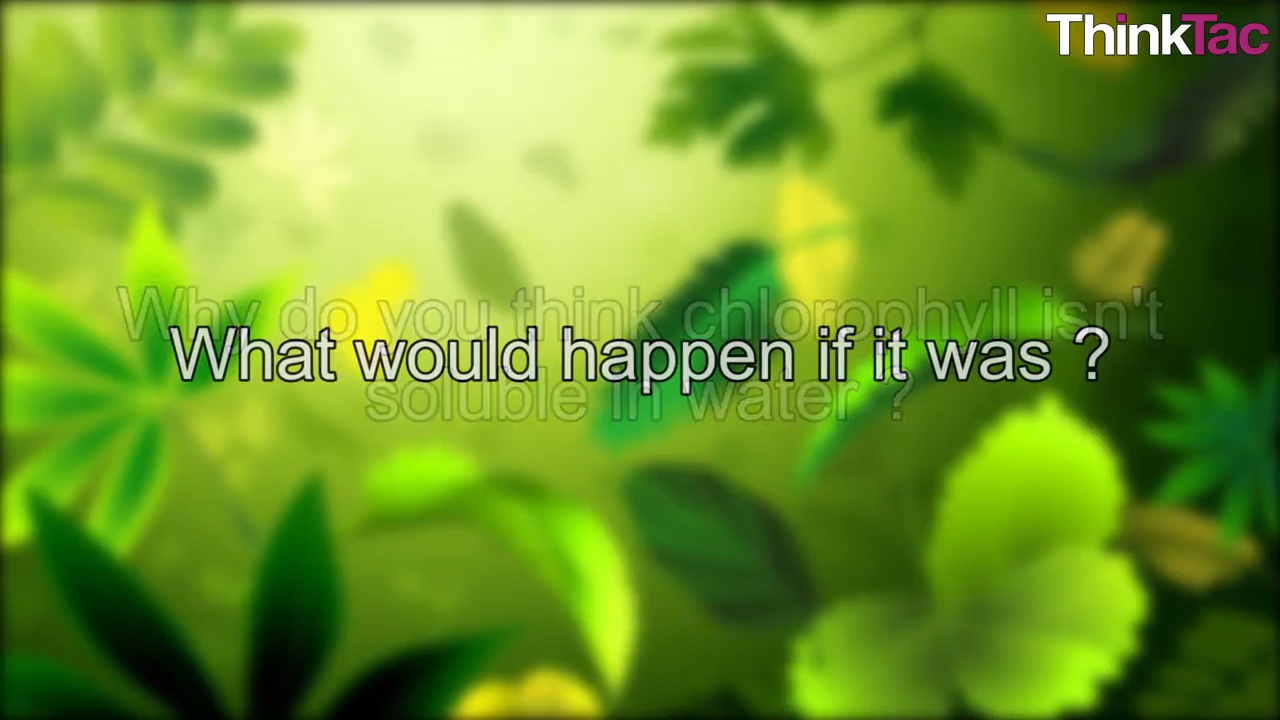 ThinkTac
Why do you think chlorophyll isn't
What would happen if it was ?
soluble in water ?